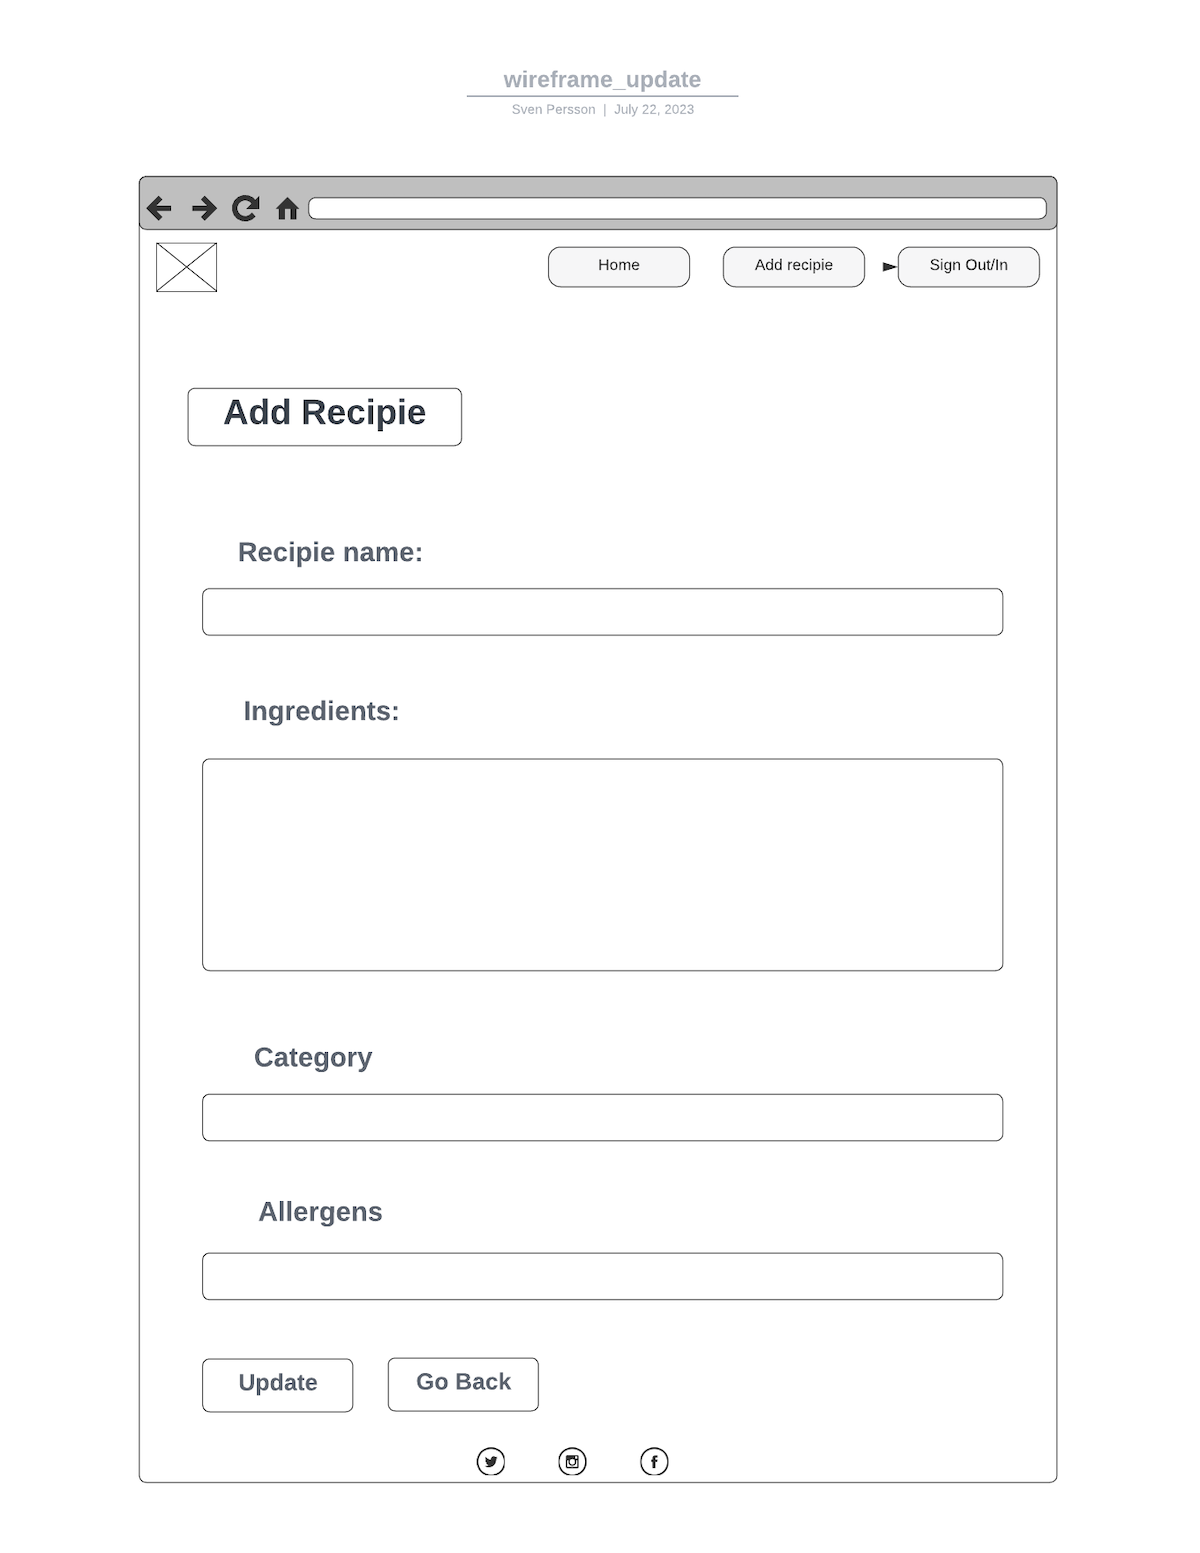 wireframe_update
Sven Persson | July 22, 2023
Home
Add recipie
Sign Out/In
Add Recipie
Recipie name:
Ingredients:
Category
Allergens
Update
Go Back